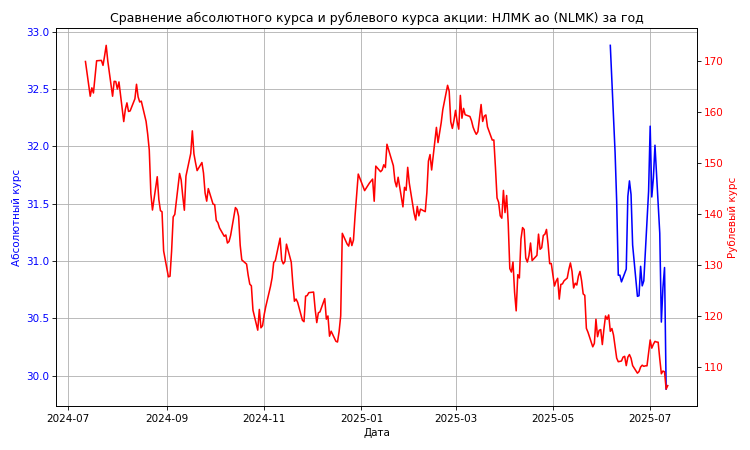 Сравнение абсолютного курса и рублевого курса акции: НЛМК ао (NLMK) за год
33.0
32.5
32.0
31.5
31.0
30.5
30.0
Абсолютный курс
170
160
150
140
130
120
110
Рублевый курс
2024-07 2024-09 2024-11 2025-01 2025-03 2025-05 2025-07
Дата